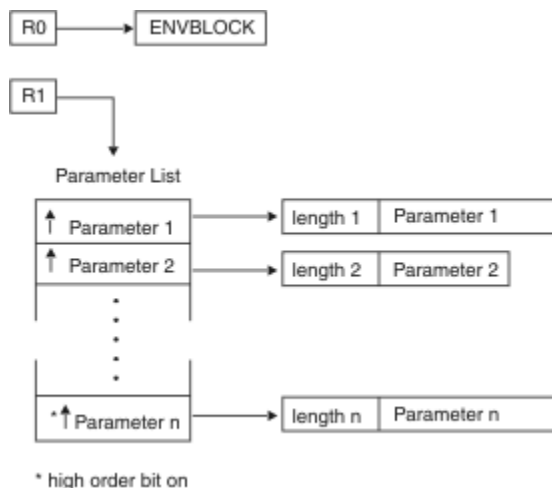 R0 ENVBLOCK
R1
Parameter List
Parameter 1 length 1 Parameter 1
Parameter 2 length 2 Parameter 2
* Parameter n length n Parameter n
* high order bit on